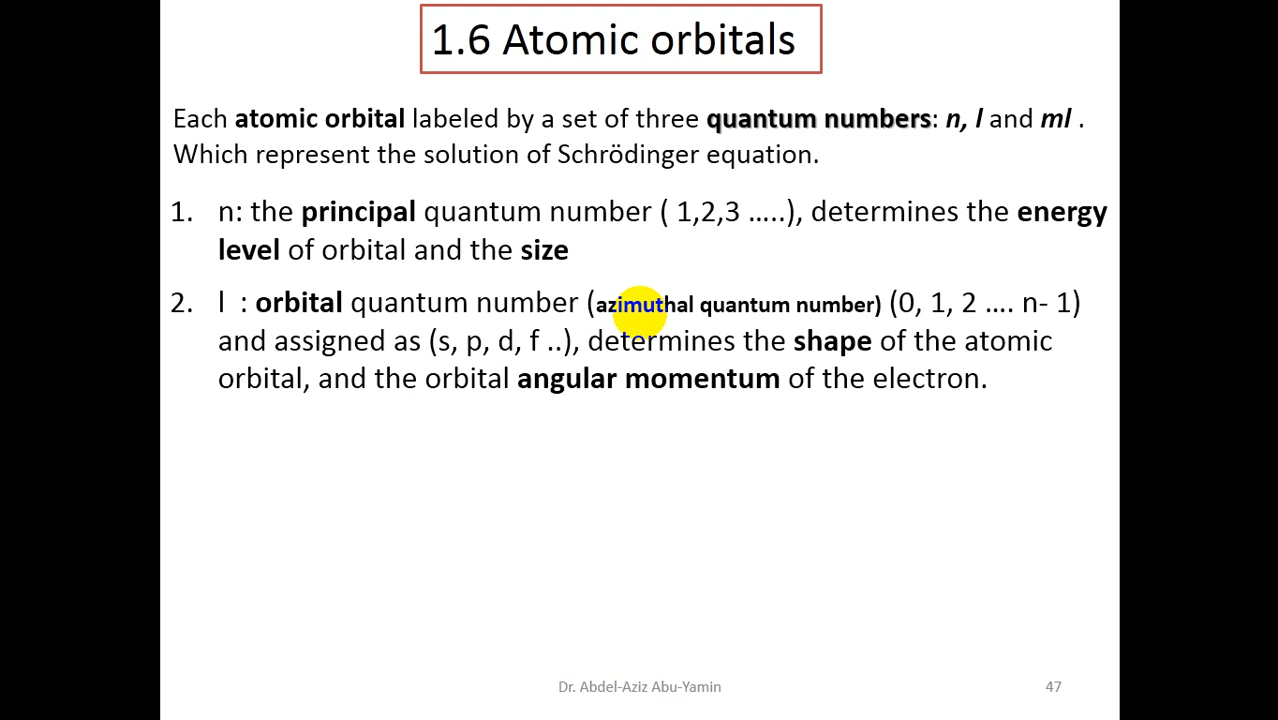 1.6 Atomic orbitals
Each atomic orbital labeled by a set of three quantum numbers: n, l and ml .
Which represent the solution of Schrödinger equation.
1. n: the principal quantum number ( 1,2,3 …..), determines the energy
level of orbital and the size
2. l : orbital quantum number (azimuthal quantum number) (0, 1, 2 …. n- 1)
and assigned as (s, p, d, f ..), determines the shape of the atomic
orbital, and the orbital angular momentum of the electron.
Dr. Abdel-Aziz Abu-Yamin
47